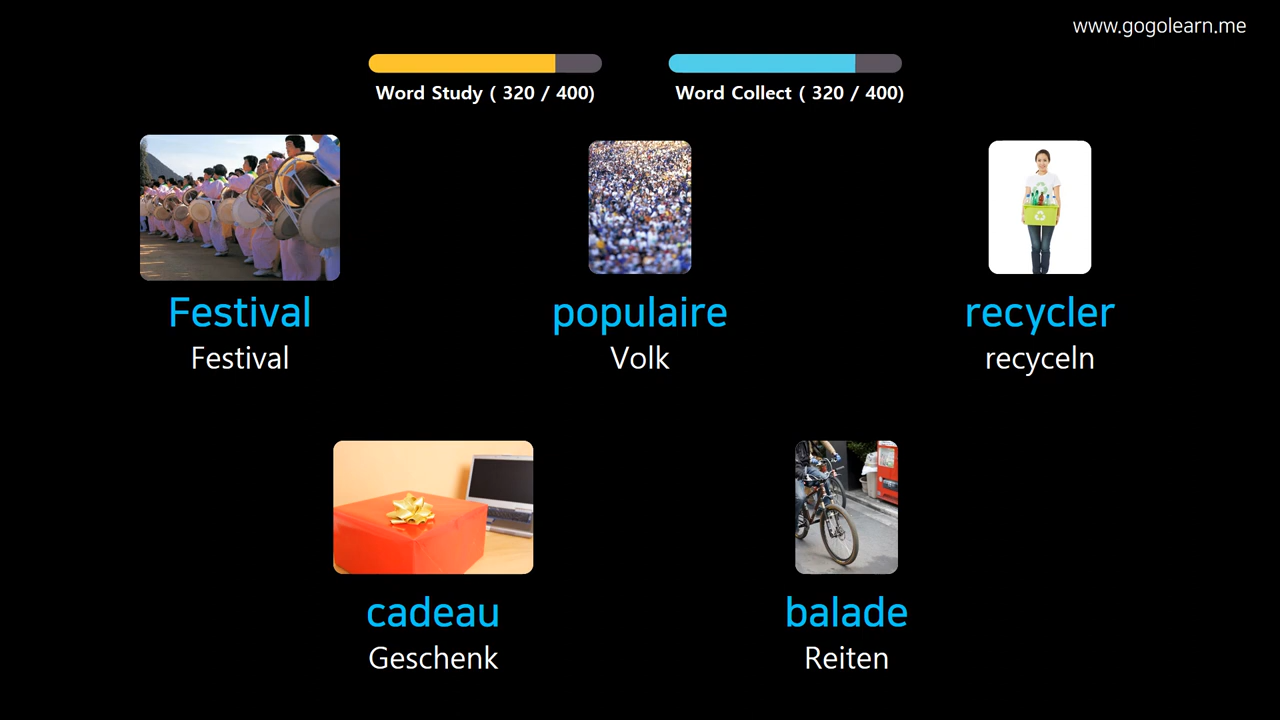 www.gogolearn.me
Word Study ( 320 / 400)
Word Collect ( 320 / 400)
Festival
Festival
populaire
Volk
recycler
recyceln
cadeau
Geschenk
balade
Reiten